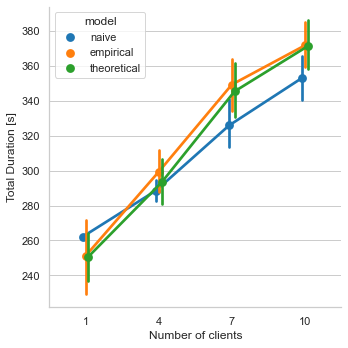 model
naive
empirical
theoretical
380
360
340
320
300
280
260
240
Total Duration [s]
1 4 7 10
Number of clients